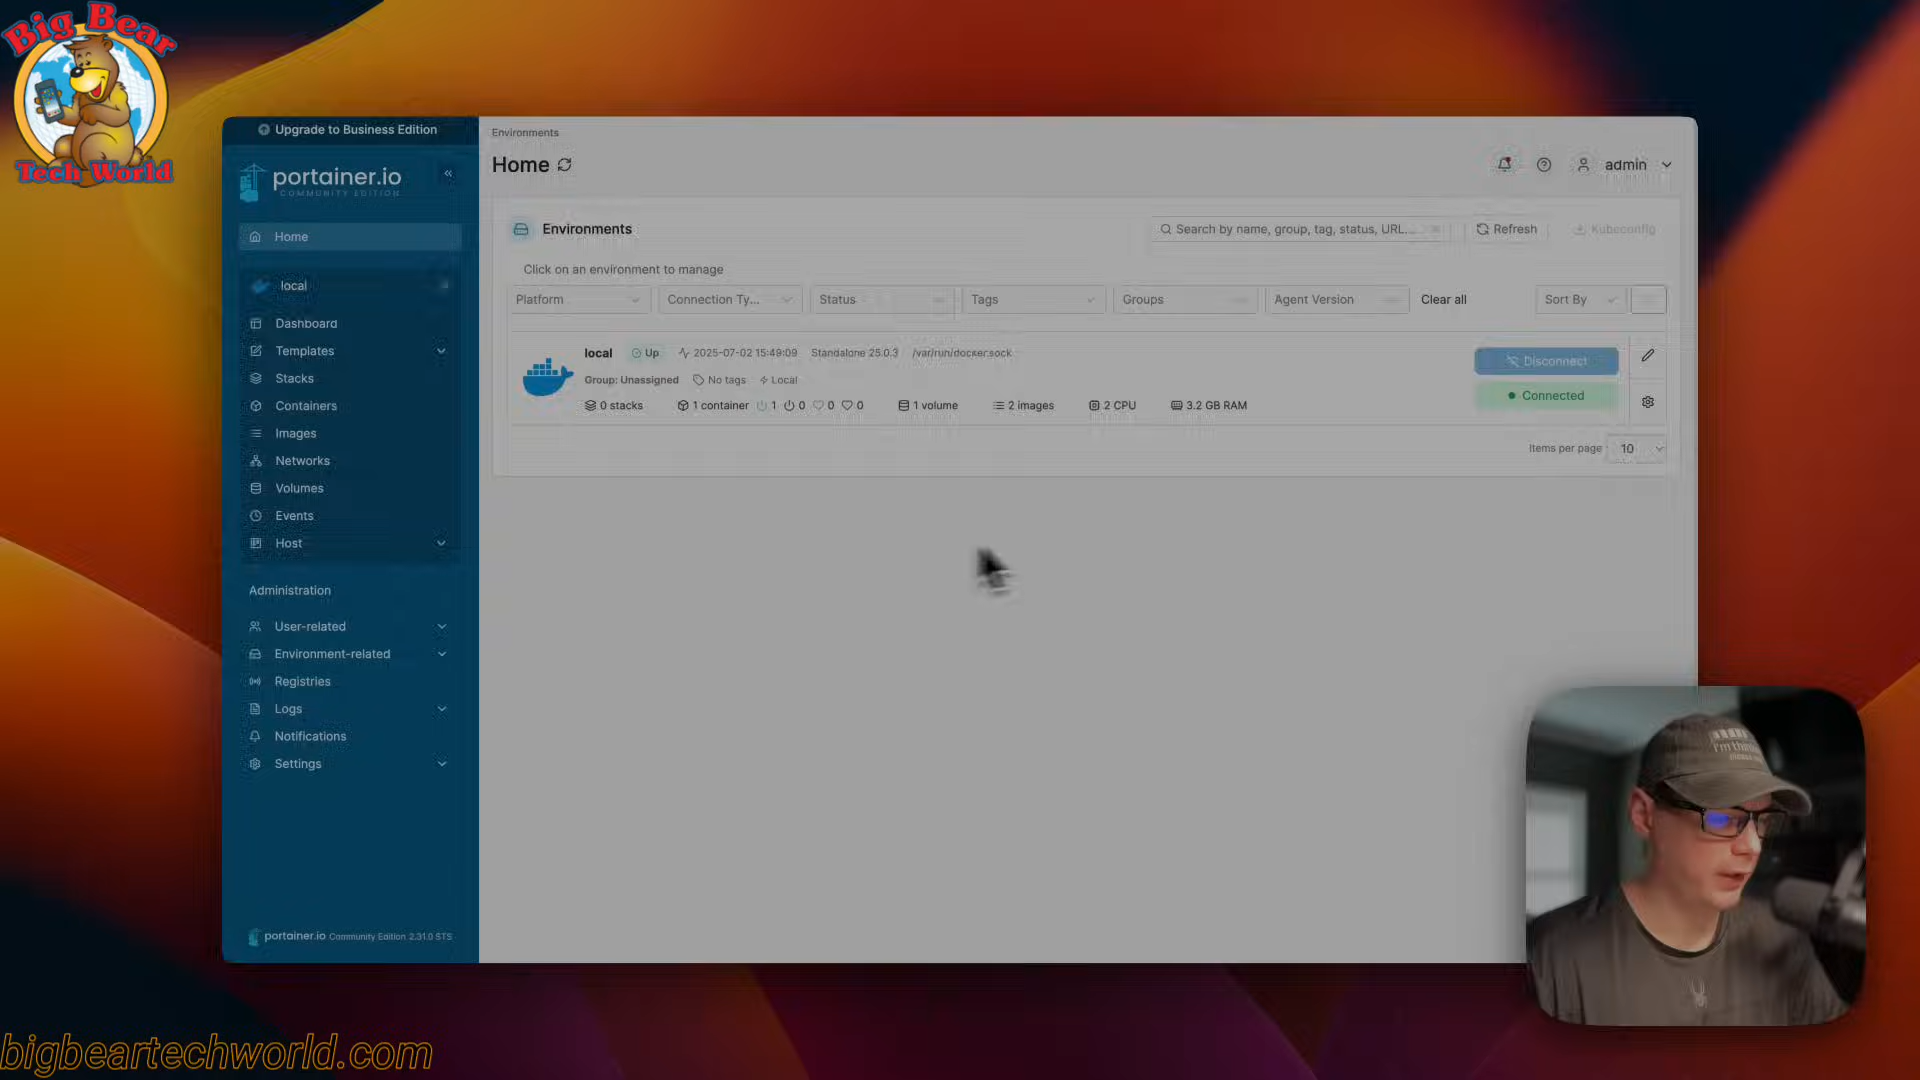 Big Bear
Tech World
Upgrade to Business Edition
portainer.io
COMMUNITY EDITION
Home
local
Dashboard
Templates
Stacks
Containers
Images
Networks
Volumes
Events
Host
Administration
User-related
Environment-related
Registries
Logs
Notifications
Settings
portainer.io Community Edition 2.31.0 STS
Environments
Home
admin
Environments
Search by name, group, tag, status, URL...
Refresh
Kubeconfig
Click on an environment to manage
Platform
Connection Ty...
Status
Tags
Groups
Agent Version
Clear all
Sort By
local Up 2025-07-02 15:49:09 Standalone 25.0.3 /var/run/docker.sock
Group: Unassigned No tags Local
0 stacks 1 container 1 0 0 0 1 volume 2 images 2 CPU 3.2 GB RAM
Disconnect
Connected
Items per page 10
I'm thin
bigbeartechworld.com